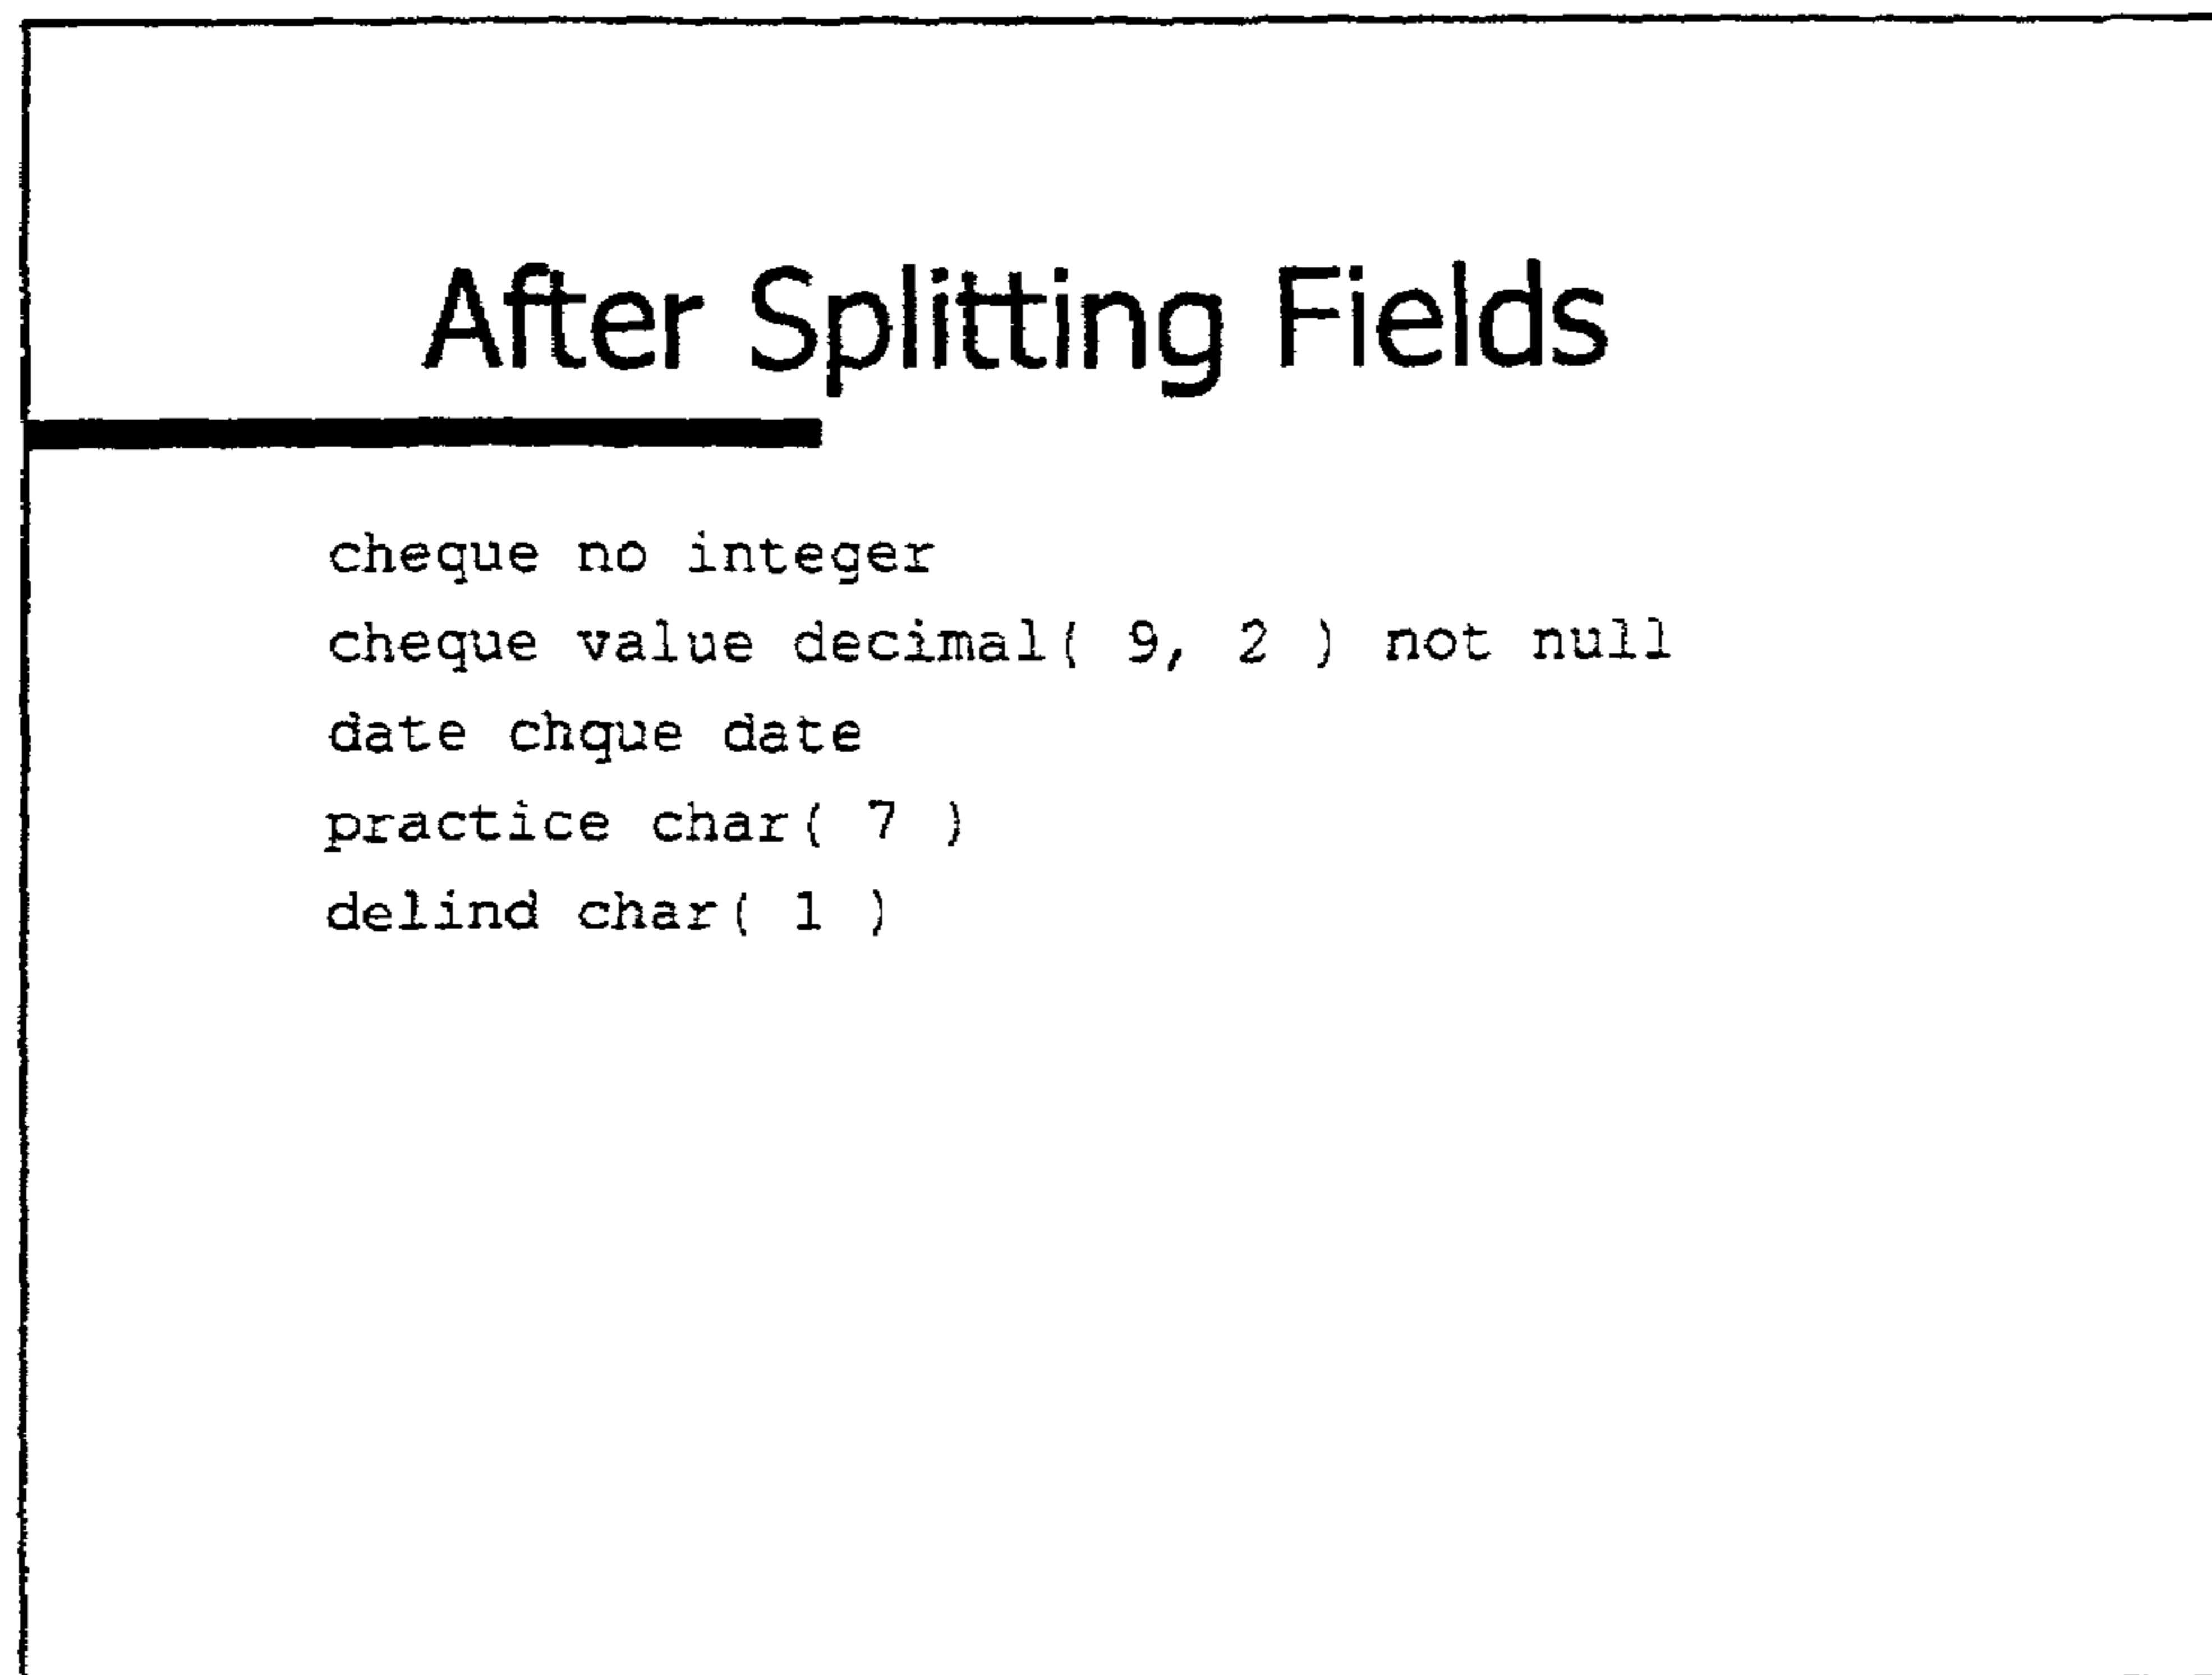 After Splitting Fields
cheque no integer
cheque value decimal( 9, 2 ) not null
date chque date
practice char( 7 )
delind char( 1 )